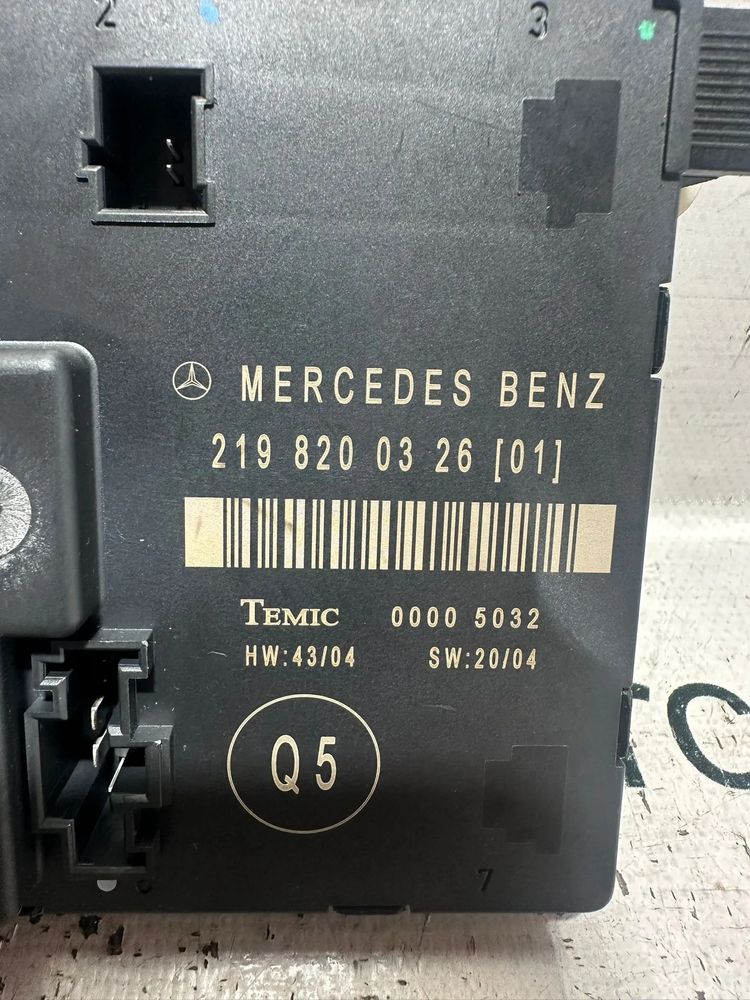 2
3
MERCEDES BENZ
219 820 03 26 [01]
TEMIC 0000 5032
HW:43/04 SW:20/04
Q5
7